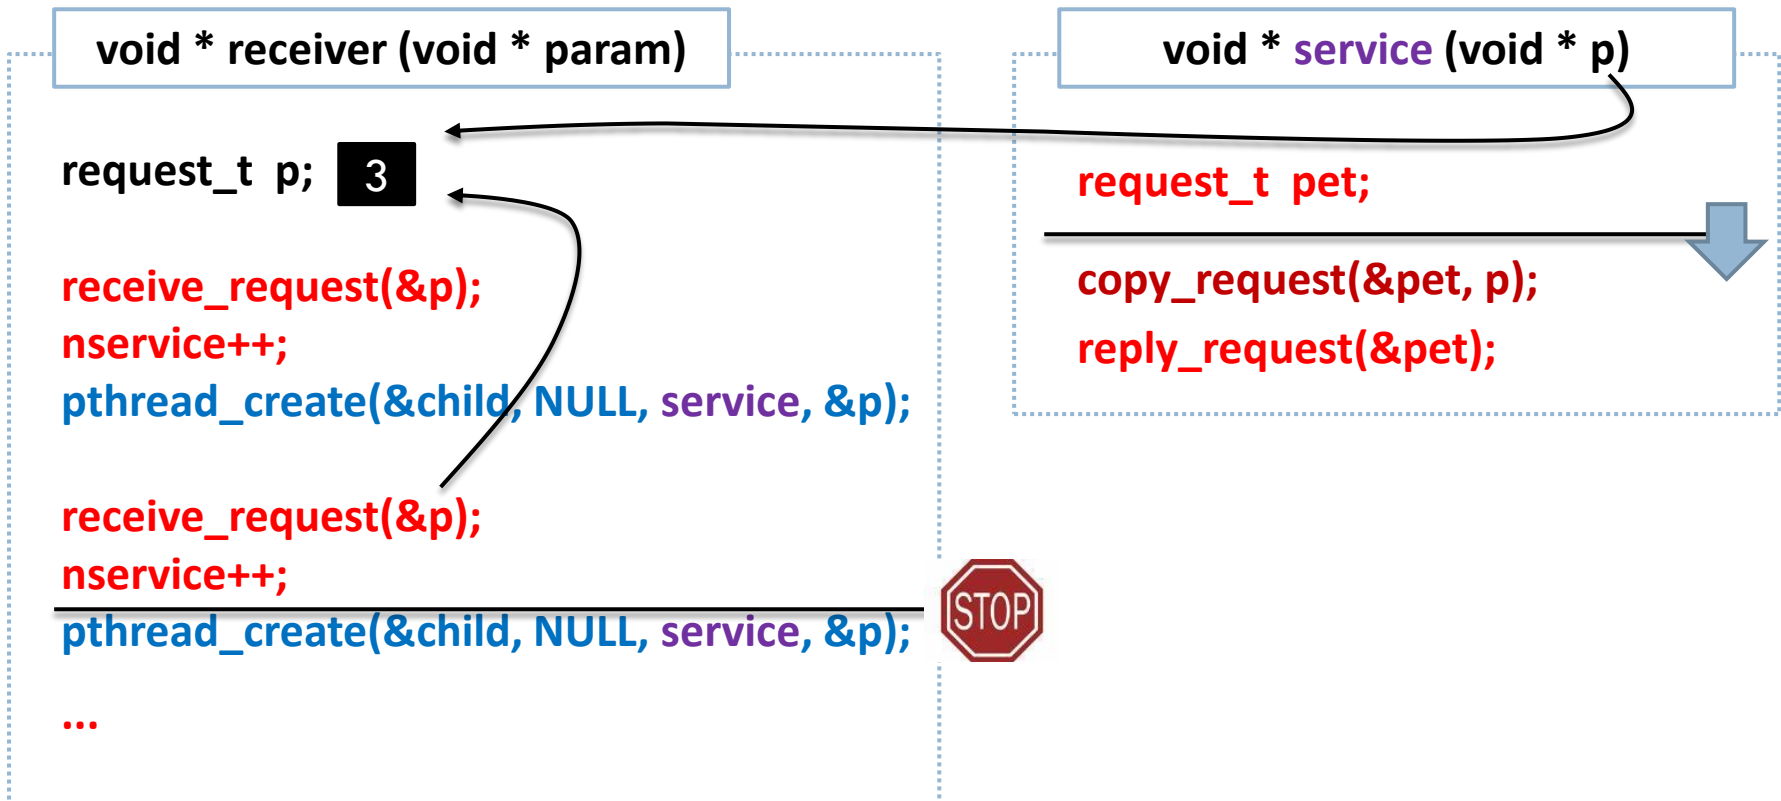 void * receiver (void * param)
request_t p; 3
receive_request(&p);
nservice++;
pthread_create(&child, NULL, service, &p);
receive_request(&p);
nservice++;
pthread_create(&child, NULL, service, &p);
...
STOP
void * service (void * p)
request_t pet;
copy_request(&pet, p);
reply_request(&pet);